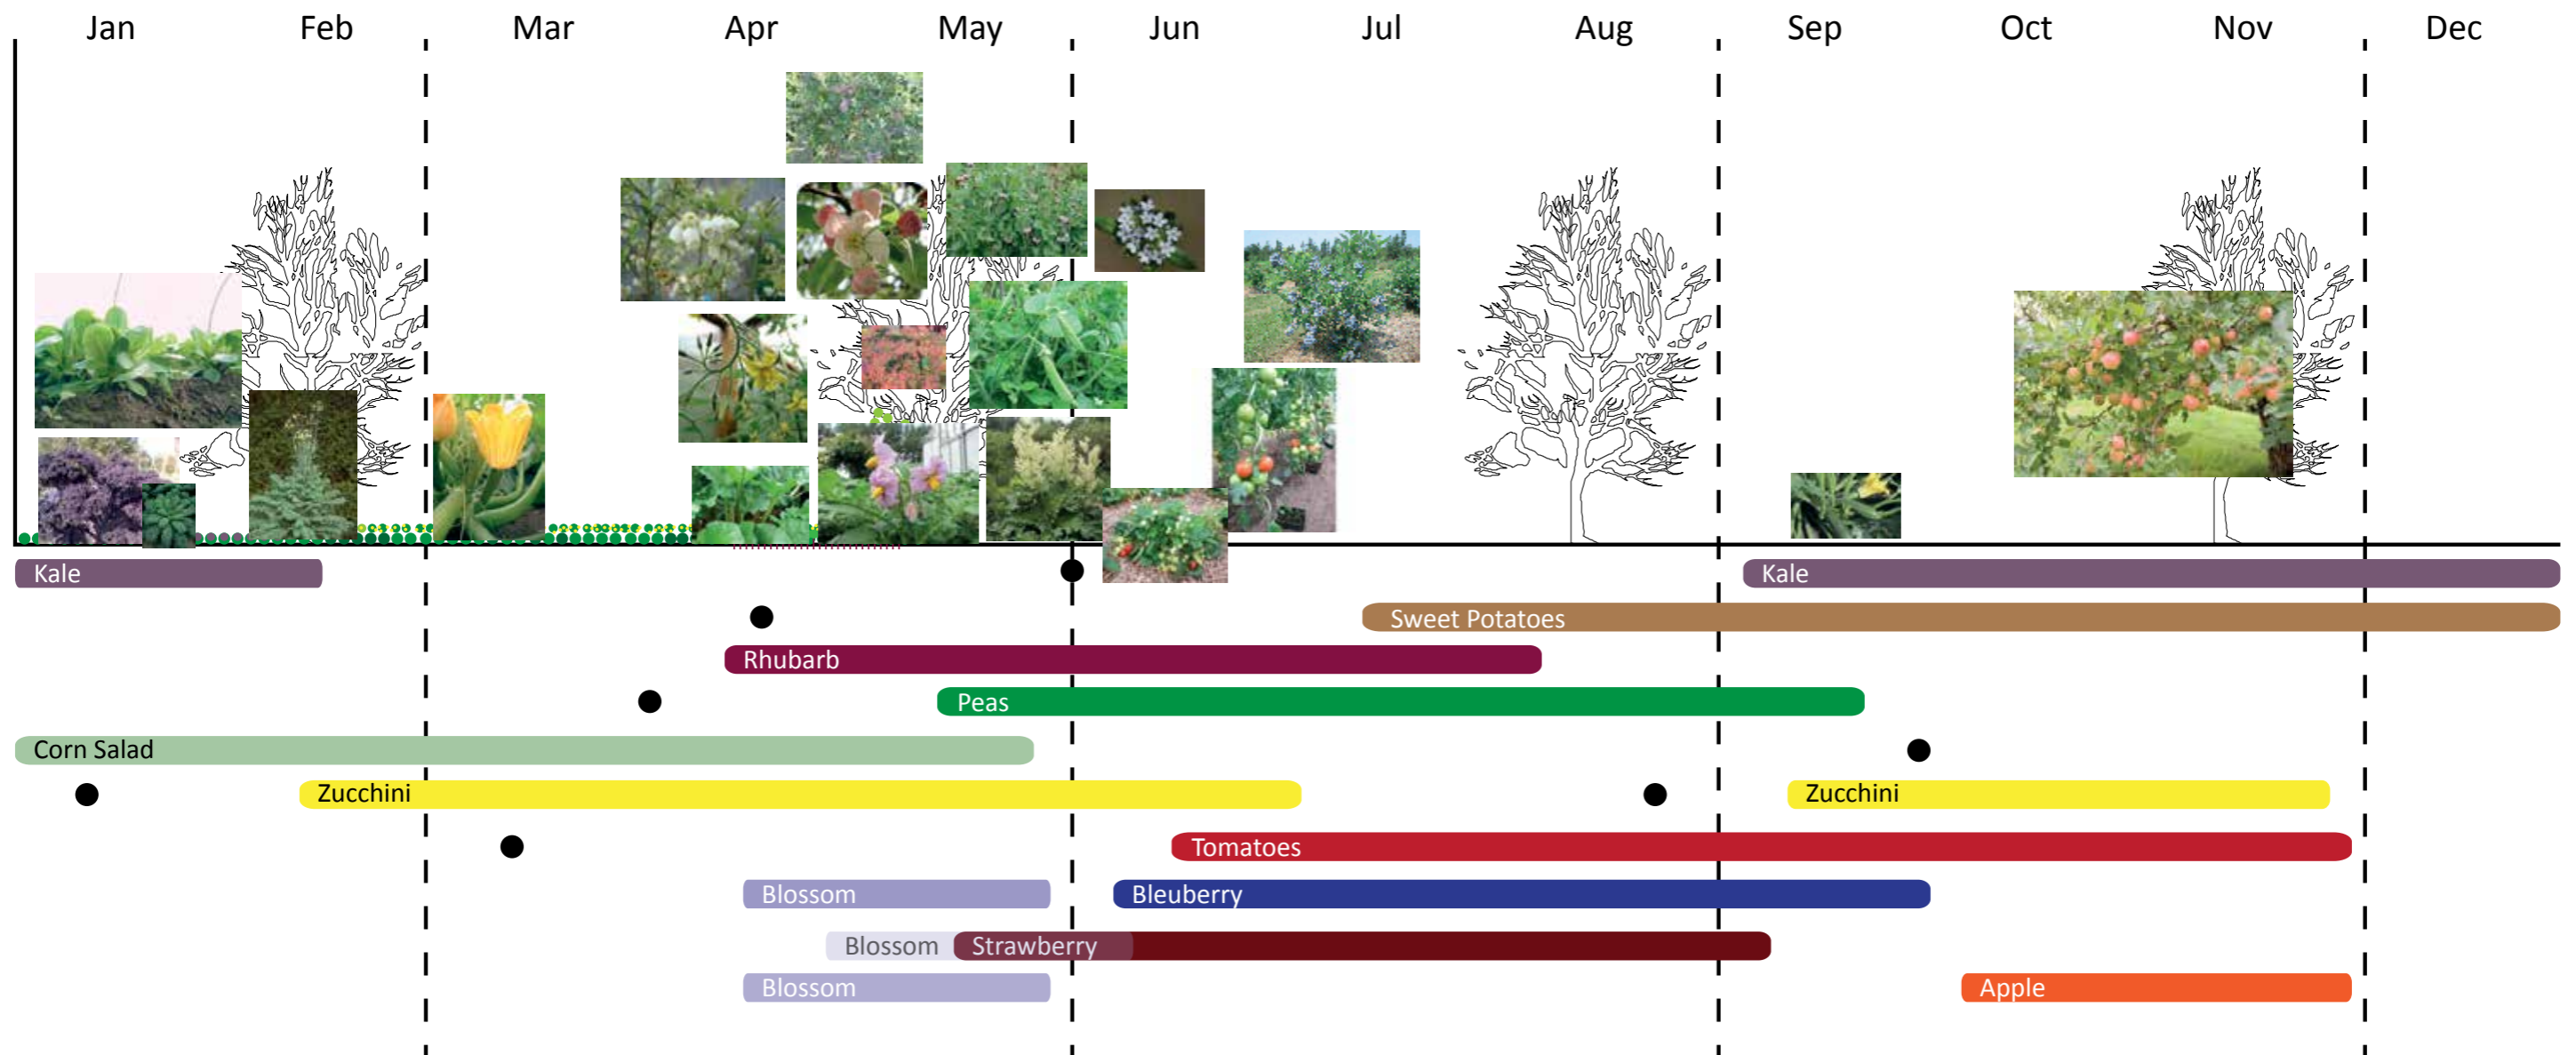 Jan Feb Mar Apr May Jun Jul Aug Sep Oct Nov Dec
Kale Kale
Sweet Potatoes
Rhubarb
Peas
Corn Salad
Zucchini Zucchini
Tomatoes
Blossom Bleuberry
Blossom Strawberry
Blossom Apple